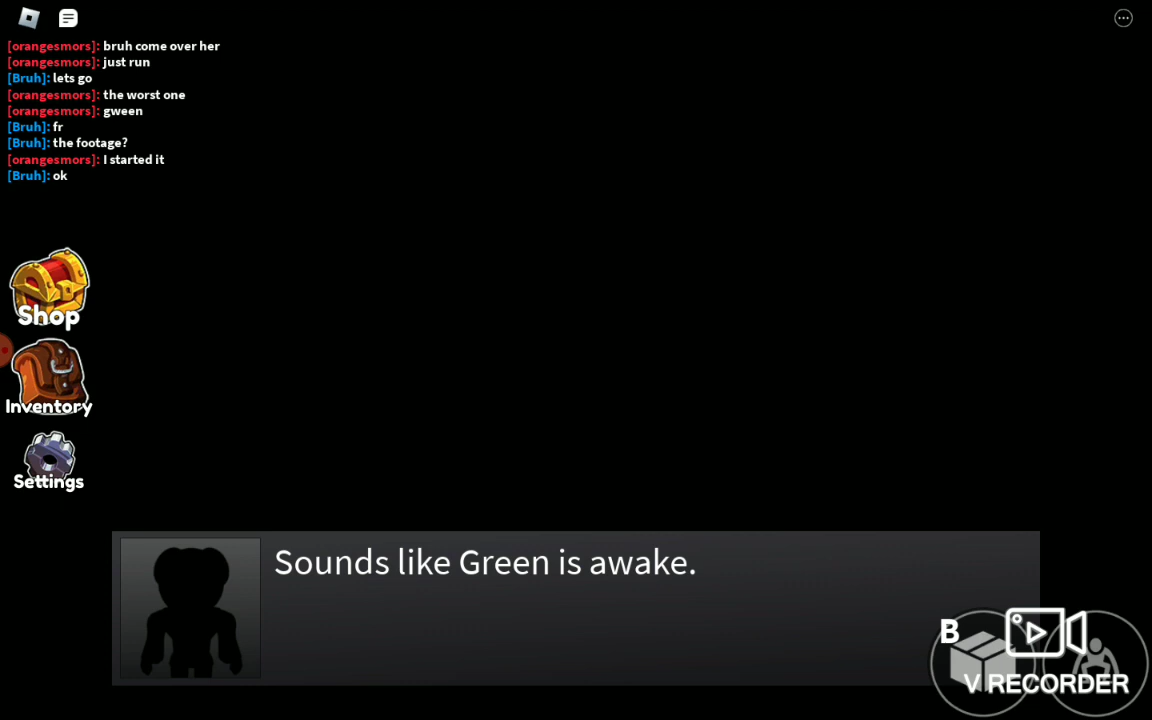 [orangesmors]: bruh come over her
[orangesmors]: just run
[Bruh]: lets go
[orangesmors]: the worst one
[orangesmors]: gween
[Bruh]: fr
[Bruh]: the footage?
[orangesmors]: I started it
[Bruh]: ok
Shop
Inventory
Settings
Sounds like Green is awake.
B
V RECORDER